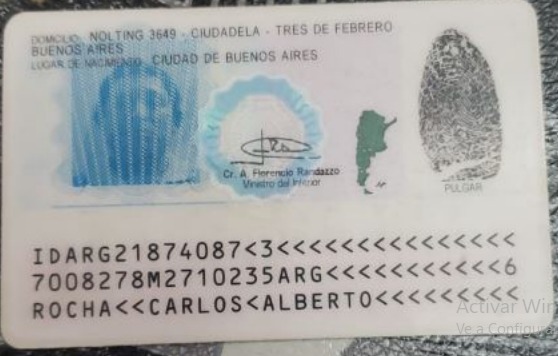 DOMICILIO: NOLTING 3649 - CIUDADELA - TRES DE FEBRERO
BUENOS AIRES
LUGAR DE NACIMIENTO: CIUDAD DE BUENOS AIRES
Cr. A. Florencio Randazzo
Ministro del Interior
PULGAR
IDARG21874087<3<<<<<<<<<<<<<<<
7008278M2710235ARG<<<<<<<<<<<6
ROCHA<<CARLOS<ALBERTO<<<<<<<<<
Activar Win
Ve a Configura